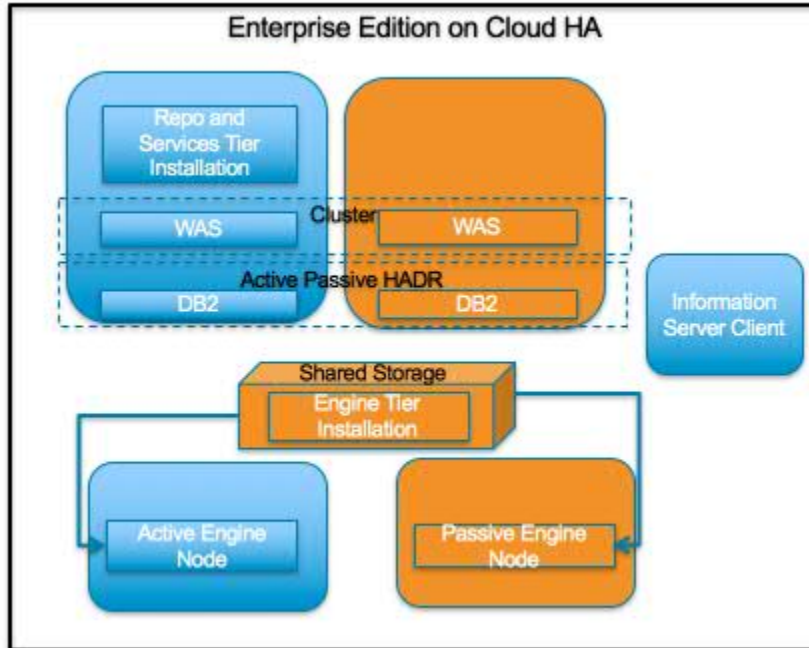 Enterprise Edition on Cloud HA
Repo and
Services Tier
Installation
Cluster
WAS
WAS
Active Passive HADR
DB2
DB2
Information
Server Client
Shared Storage
Engine Tier
Installation
Active Engine
Node
Passive Engine
Node